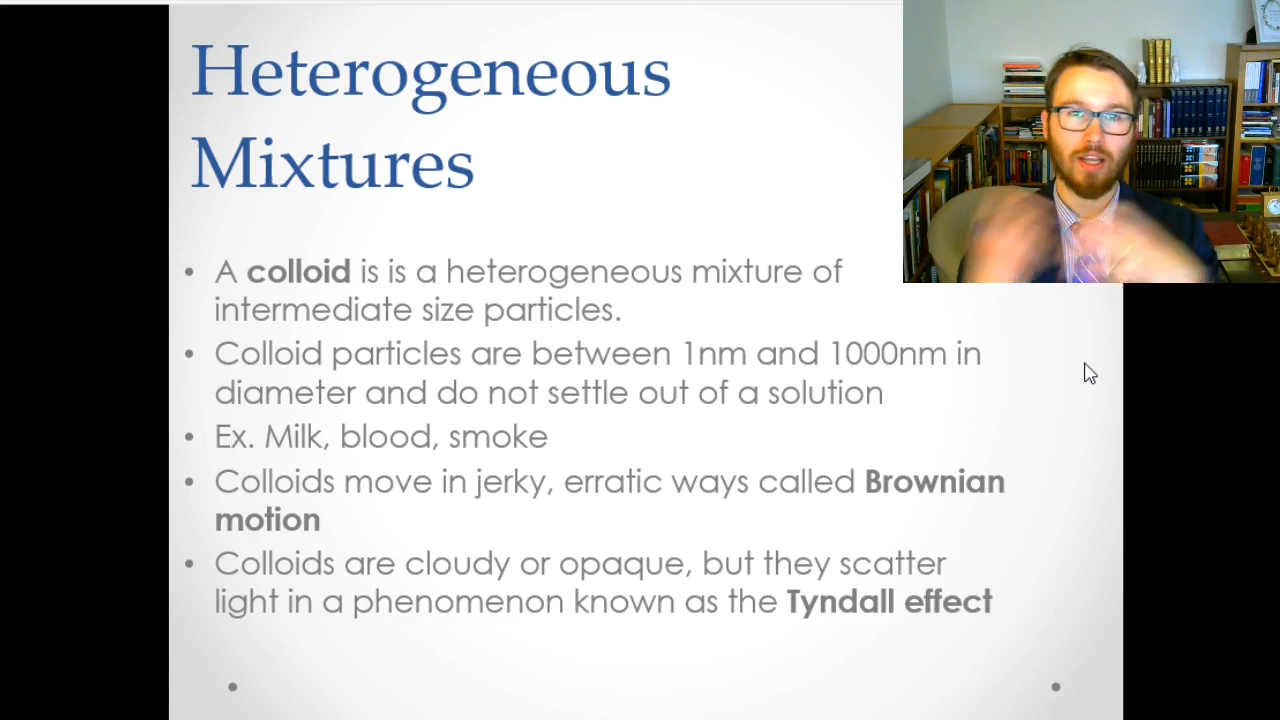 Heterogeneous
Mixtures
• A colloid is is a heterogeneous mixture of
intermediate size particles.
• Colloid particles are between 1nm and 1000nm in
diameter and do not settle out of a solution
• Ex. Milk, blood, smoke
• Colloids move in jerky, erratic ways called Brownian
motion
• Colloids are cloudy or opaque, but they scatter
light in a phenomenon known as the Tyndall effect